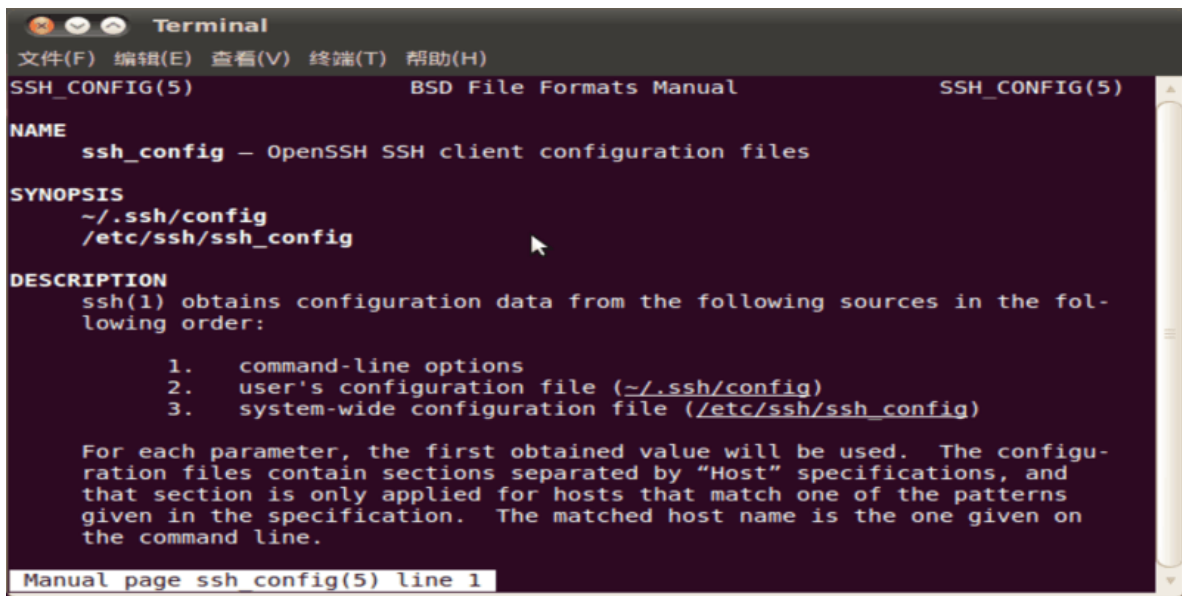 Terminal
文件(F) 编辑(E) 查看(V) 终端(T) 帮助(H)
SSH_CONFIG(5) BSD File Formats Manual SSH_CONFIG(5)
NAME
ssh_config — OpenSSH SSH client configuration files
SYNOPSIS
~/.ssh/config
/etc/ssh/ssh_config
DESCRIPTION
ssh(1) obtains configuration data from the following sources in the fol-
lowing order:
1. command-line options
2. user's configuration file (~/.ssh/config)
3. system-wide configuration file (/etc/ssh/ssh_config)
For each parameter, the first obtained value will be used. The configu-
ration files contain sections separated by “Host” specifications, and
that section is only applied for hosts that match one of the patterns
given in the specification. The matched host name is the one given on
the command line.
Manual page ssh_config(5) line 1